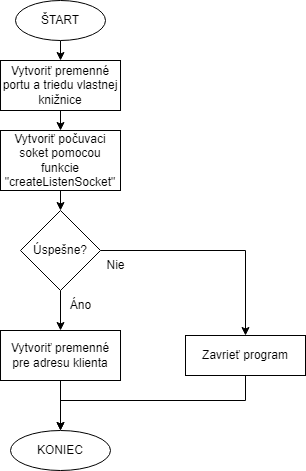 ŠTART
Vytvoriť premenné
portu a triedu vlastnej
knižnice
Vytvoriť počuvaci
soket pomocou
funkcie
"createListenSocket"
Úspešne?
Nie
Áno
Vytvoriť premenné
pre adresu klienta
Zavrieť program
KONIEC